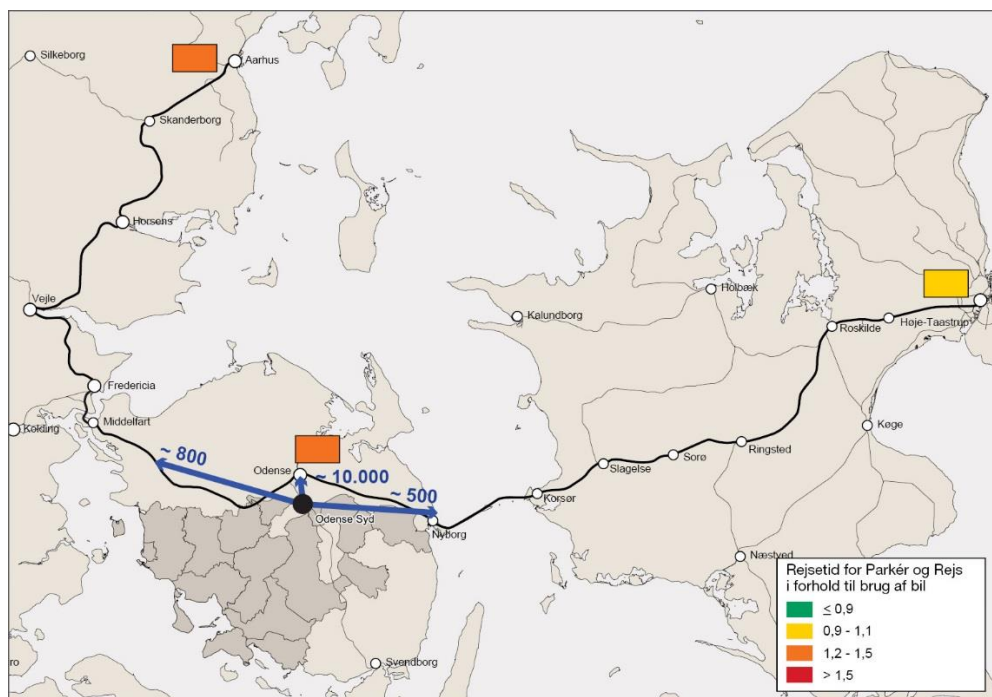 Silkeborg
Aarhus
Skanderborg
Horsens
Vejle
Holbæk
Kalundborg
Roskilde
Høje-Taastrup
Fredericia
Middelfart
Kolding
Køge
~ 800
Odense
~ 10.000
~ 500
Slagelse
Sorø
Ringsted
Korsør
Odense Syd
Nyborg
Næstved
Svendborg
ro
Rejsetid for Parkér og Rejs
i forhold til brug af bil
≤ 0,9
0,9 - 1,1
1,2 - 1,5
> 1,5